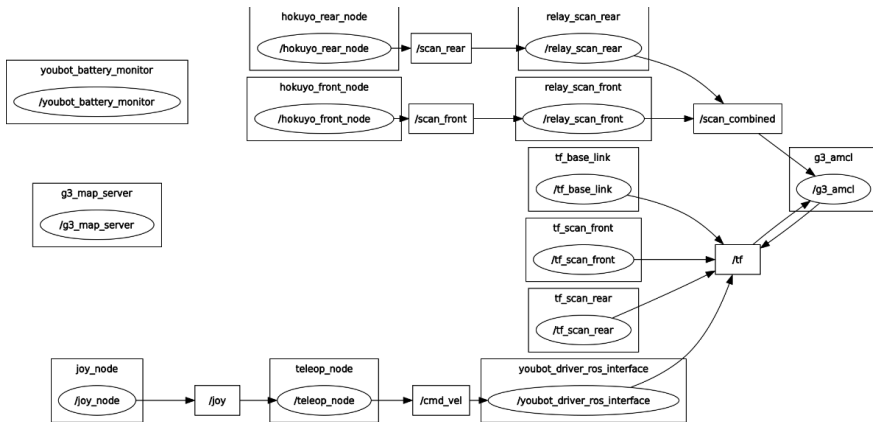 hokuyo_rear_node
relay_scan_rear
/hokuyo_rear_node
/scan_rear
/relay_scan_rear
youbot_battery_monitor
/youbot_battery_monitor
hokuyo_front_node
relay_scan_front
/hokuyo_front_node
/scan_front
/relay_scan_front
/scan_combined
tf_base_link
/tf_base_link
g3_amcl
/g3_amcl
g3_map_server
/g3_map_server
tf_scan_front
/tf_scan_front
/tf
tf_scan_rear
/tf_scan_rear
joy_node
teleop_node
youbot_driver_ros_interface
/joy_node
/joy
/teleop_node
/cmd_vel
/youbot_driver_ros_interface